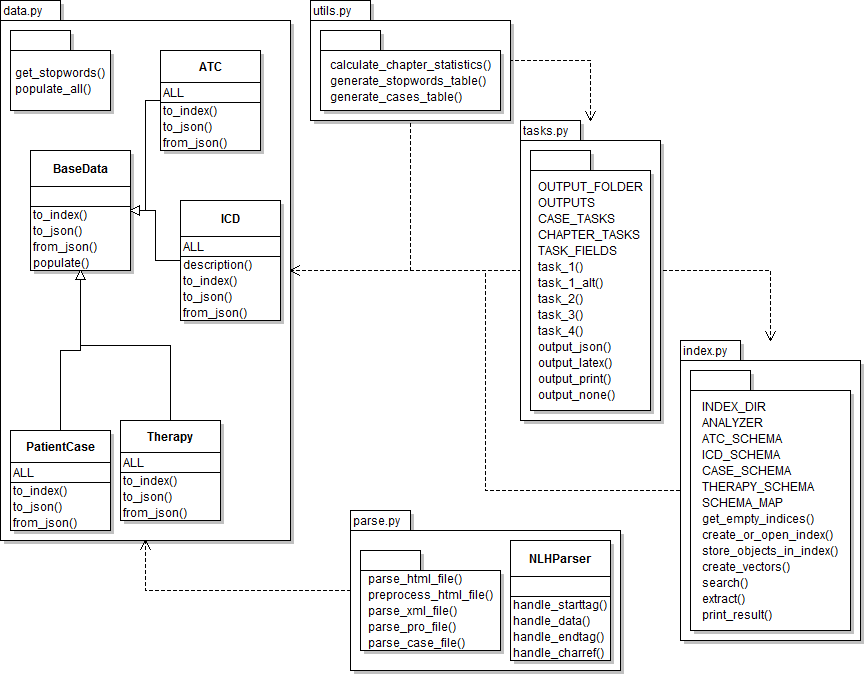 data.py
get_stopwords()
populate_all()
ATC
ALL
to_index()
to_json()
from_json()
BaseData
to_index()
to_json()
from_json()
populate()
ICD
ALL
description()
to_index()
to_json()
from_json()
PatientCase
ALL
to_index()
to_json()
from_json()
Therapy
ALL
to_index()
to_json()
from_json()
utils.py
calculate_chapter_statistics()
generate_stopwords_table()
generate_cases_table()
tasks.py
OUTPUT_FOLDER
OUTPUTS
CASE_TASKS
CHAPTER_TASKS
TASK_FIELDS
task_1()
task_1_alt()
task_2()
task_3()
task_4()
output_json()
output_latex()
output_print()
output_none()
index.py
INDEX_DIR
ANALYZER
ATC_SCHEMA
ICD_SCHEMA
CASE_SCHEMA
THERAPY_SCHEMA
SCHEMA_MAP
get_empty_indices()
create_or_open_index()
store_objects_in_index()
create_vectors()
search()
extract()
print_result()
parse.py
parse_html_file()
preprocess_html_file()
parse_xml_file()
parse_pro_file()
parse_case_file()
NLHParser
handle_starttag()
handle_data()
handle_endtag()
handle_charref()